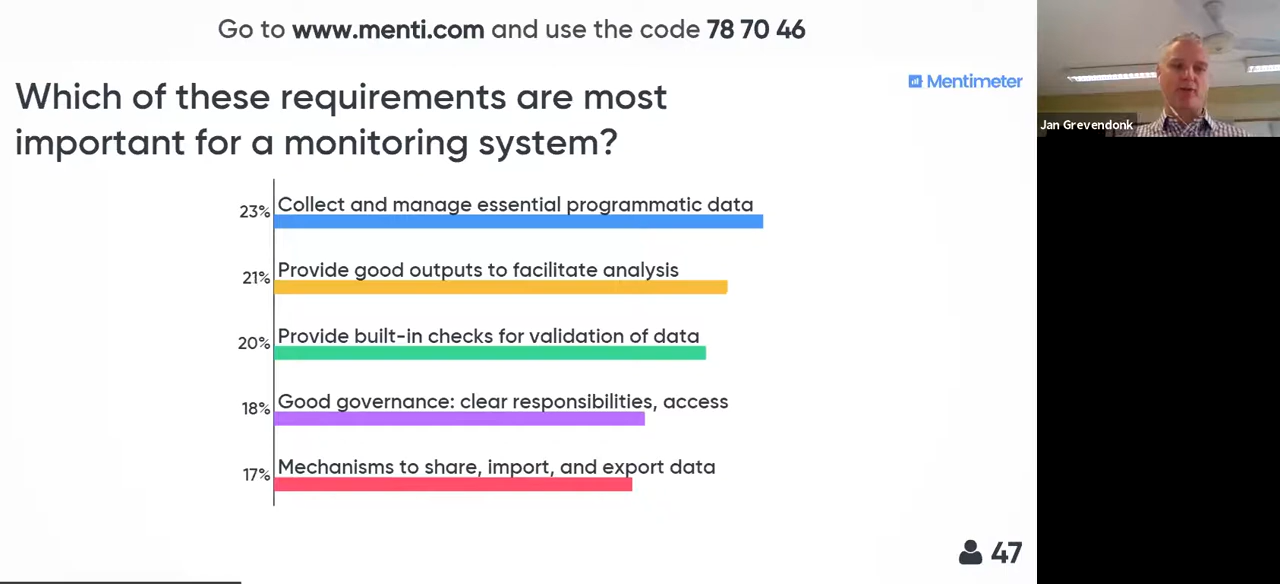 Go to www.menti.com and use the code 78 70 46
Mentimeter
Which of these requirements are most
important for a monitoring system?
Jan Grevendonk
23%
Collect and manage essential programmatic data
21%
Provide good outputs to facilitate analysis
20%
Provide built-in checks for validation of data
18%
Good governance: clear responsibilities, access
17%
Mechanisms to share, import, and export data
47